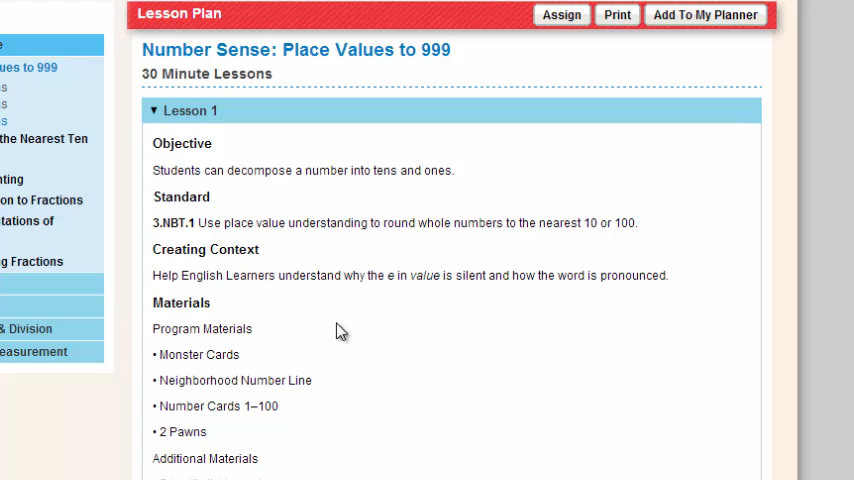 Lesson Plan
Assign
Print
Add To My Planner
Number Sense: Place Values to 999
30 Minute Lessons
ues to 999
the Nearest Ten
nting
on to Fractions
tations of
g Fractions
& Division
easurement
▼ Lesson 1
Objective
Students can decompose a number into tens and ones.
Standard
3.NBT.1 Use place value understanding to round whole numbers to the nearest 10 or 100.
Creating Context
Help English Learners understand why the e in value is silent and how the word is pronounced.
Materials
Program Materials
• Monster Cards
• Neighborhood Number Line
• Number Cards 1–100
• 2 Pawns
Additional Materials